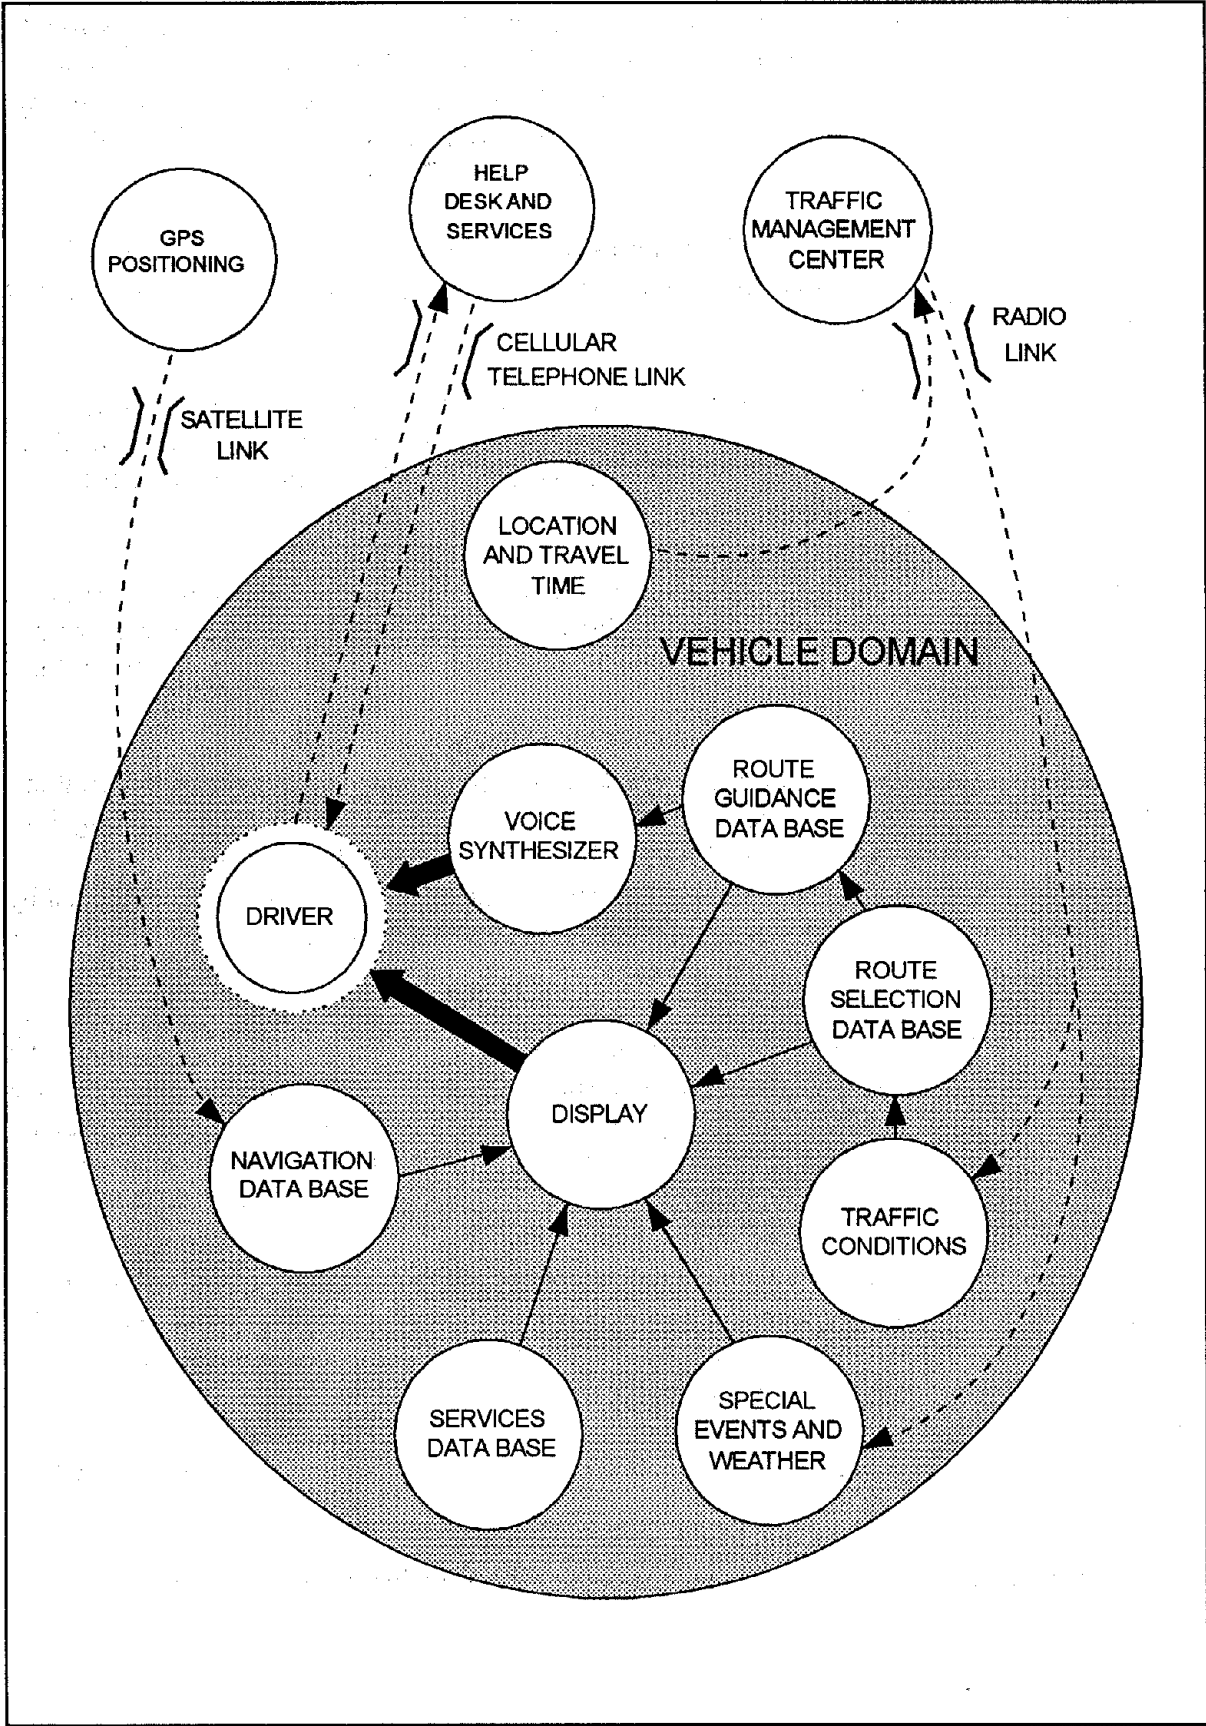 HELP
DESK AND
SERVICES
TRAFFIC
MANAGEMENT
CENTER
GPS
POSITIONING
RADIO
LINK
CELLULAR
TELEPHONE LINK
SATELLITE
LINK
LOCATION
AND TRAVEL
TIME
VEHICLE DOMAIN
ROUTE
GUIDANCE
DATA BASE
VOICE
SYNTHESIZER
DRIVER
ROUTE
SELECTION
DATA BASE
DISPLAY
NAVIGATION
DATA BASE
TRAFFIC
CONDITIONS
SERVICES
DATA BASE
SPECIAL
EVENTS AND
WEATHER